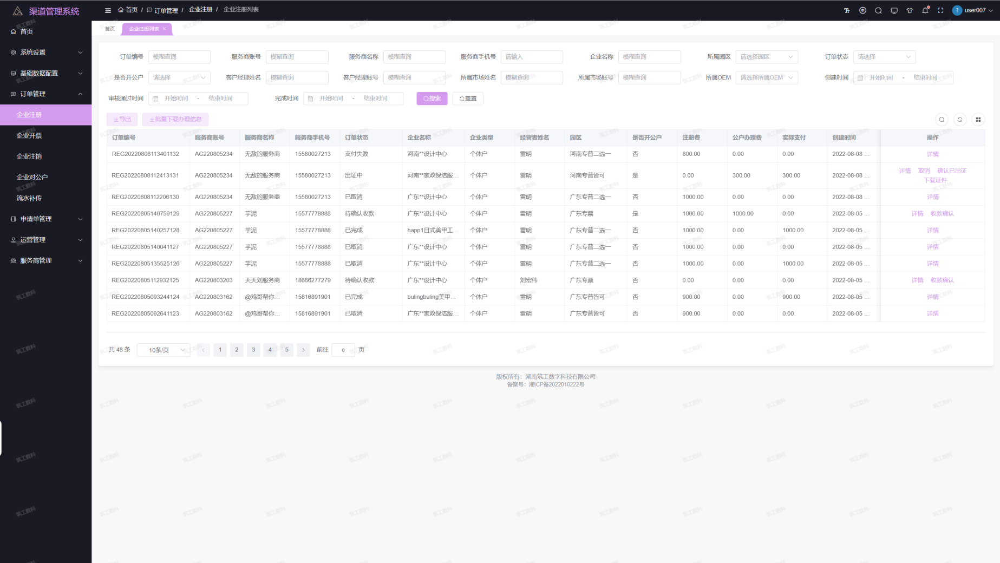 渠道管理系统
首页 / 订单管理 / 企业注册 / 企业注册列表
user007
首页
系统设置
基础数据配置
订单管理
企业注册
企业开票
企业注销
企业对公户
流水补传
申请单管理
运营管理
服务商管理
首页 企业注册列表 ×
订单编号 模糊查询 服务商账号 模糊查询 服务商名称 模糊查询 服务商手机号 请输入 企业名称 模糊查询 所属园区 请选择园区 订单状态 请选择
是否开公户 请选择 客户经理姓名 模糊查询 客户经理账号 模糊查询 所属市场姓名 模糊查询 所属市场账号 模糊查询 所属OEM 请选择所属OEM 创建时间 开始时间 - 结束时间
审核通过时间 开始时间 - 结束时间 完成时间 开始时间 - 结束时间 搜索 重置
导出 批量下载办理信息
订单编号 服务商账号 服务商名称 服务商手机号 订单状态 企业名称 企业类型 经营者姓名 园区 是否开公户 注册费 公户办理费 实际支付 创建时间 操作
REG20220808113401132 AG220805234 无敌的服务商 15580027213 支付失败 河南**设计中心 个体户 雷明 河南专普二选一 否 800.00 0.00 0.00 2022-08-08 ... 详情
REG20220808112413131 AG220805234 无敌的服务商 15580027213 出证中 河南**家政保洁服... 个体户 雷明 河南专普皆可 是 0.00 300.00 300.00 2022-08-08 ... 详情 取消 确认已出证
下载证件
REG20220808112206130 AG220805234 无敌的服务商 15580027213 已取消 广东**设计中心 个体户 雷明 广东专普二选一 否 1000.00 0.00 0.00 2022-08-08 ... 详情
REG20220805140759129 AG220805227 芋泥 15577778888 待确认收款 广东**设计中心 个体户 雷明 广东专票 是 1000.00 1000.00 0.00 2022-08-05 ... 详情 收款确认
REG20220805140257128 AG220805227 芋泥 15577778888 已完成 happ1日式美甲工... 个体户 雷明 广东专普二选一 否 1000.00 0.00 1000.00 2022-08-05 ... 详情
REG20220805140041127 AG220805227 芋泥 15577778888 已取消 广东**设计中心 个体户 雷明 广东专普二选一 否 1000.00 0.00 0.00 2022-08-05 ... 详情
REG20220805135525126 AG220805227 芋泥 15577778888 已取消 广东**设计中心 个体户 雷明 广东专普二选一 否 1000.00 0.00 1000.00 2022-08-05 ... 详情
REG20220805112932125 AG220803203 天天刘服务商 18666277279 待确认收款 广东**设计中心 个体户 刘宏伟 广东专票 否 0.00 0.00 0.00 2022-08-05 ... 详情 收款确认
REG20220805093244124 AG220803162 @鸡哥帮你... 15816891901 已完成 bulingbuling美甲... 个体户 雷明 广东专普皆可 否 900.00 0.00 900.00 2022-08-05 ... 详情
REG20220805092641123 AG220803162 @鸡哥帮你... 15816891901 已取消 广东**家政保洁服... 个体户 雷明 广东专普皆可 否 900.00 0.00 0.00 2022-08-05 ... 详情
共 48 条 10条/页 1 2 3 4 5 前往 0 页
版权所有：湖南筑工数字科技有限公司
备案号：湘ICP备2022010222号
筑工数科